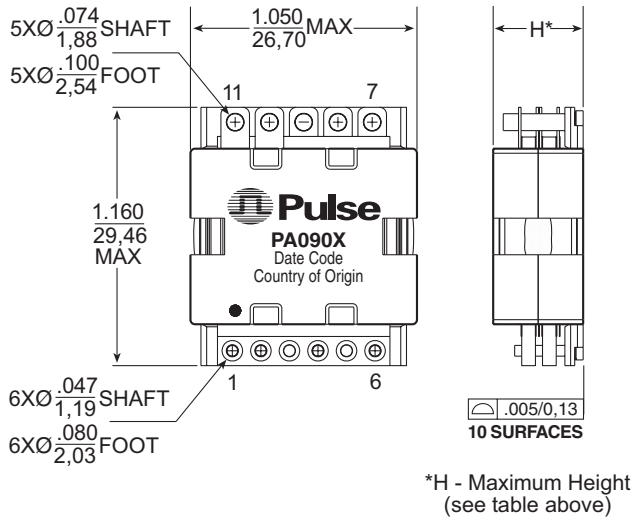 5XØ .074/1,88 SHAFT
5XØ .100/2,54 FOOT
1.050/26,70 MAX
H*
11
7
1.160
29,46
MAX
Pulse
PA090X
Date Code
Country of Origin
1
6
6XØ .047/1,19 SHAFT
6XØ .080/2,03 FOOT
.005/0,13
10 SURFACES
*H - Maximum Height
(see table above)